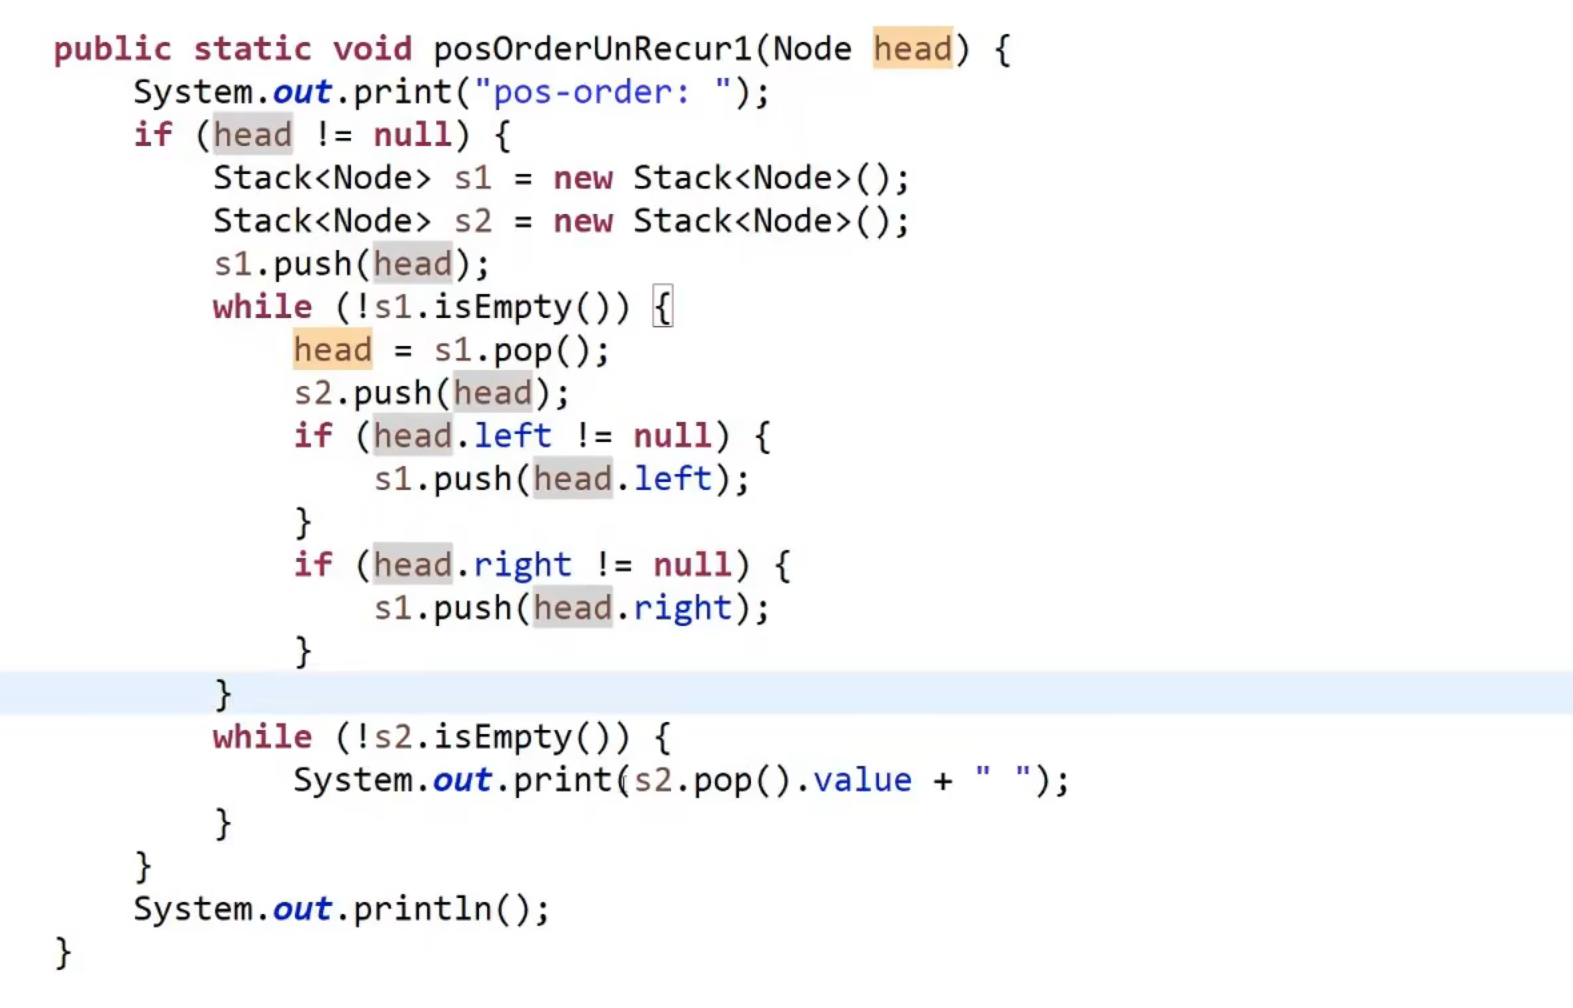 public static void posOrderUnRecur1(Node head) {
    System.out.print("pos-order: ");
    if (head != null) {
        Stack<Node> s1 = new Stack<Node>();
        Stack<Node> s2 = new Stack<Node>();
        s1.push(head);
        while (!s1.isEmpty()) {
            head = s1.pop();
            s2.push(head);
            if (head.left != null) {
                s1.push(head.left);
            }
            if (head.right != null) {
                s1.push(head.right);
            }
        }
        while (!s2.isEmpty()) {
            System.out.print(s2.pop().value + " ");
        }
    }
    System.out.println();
}